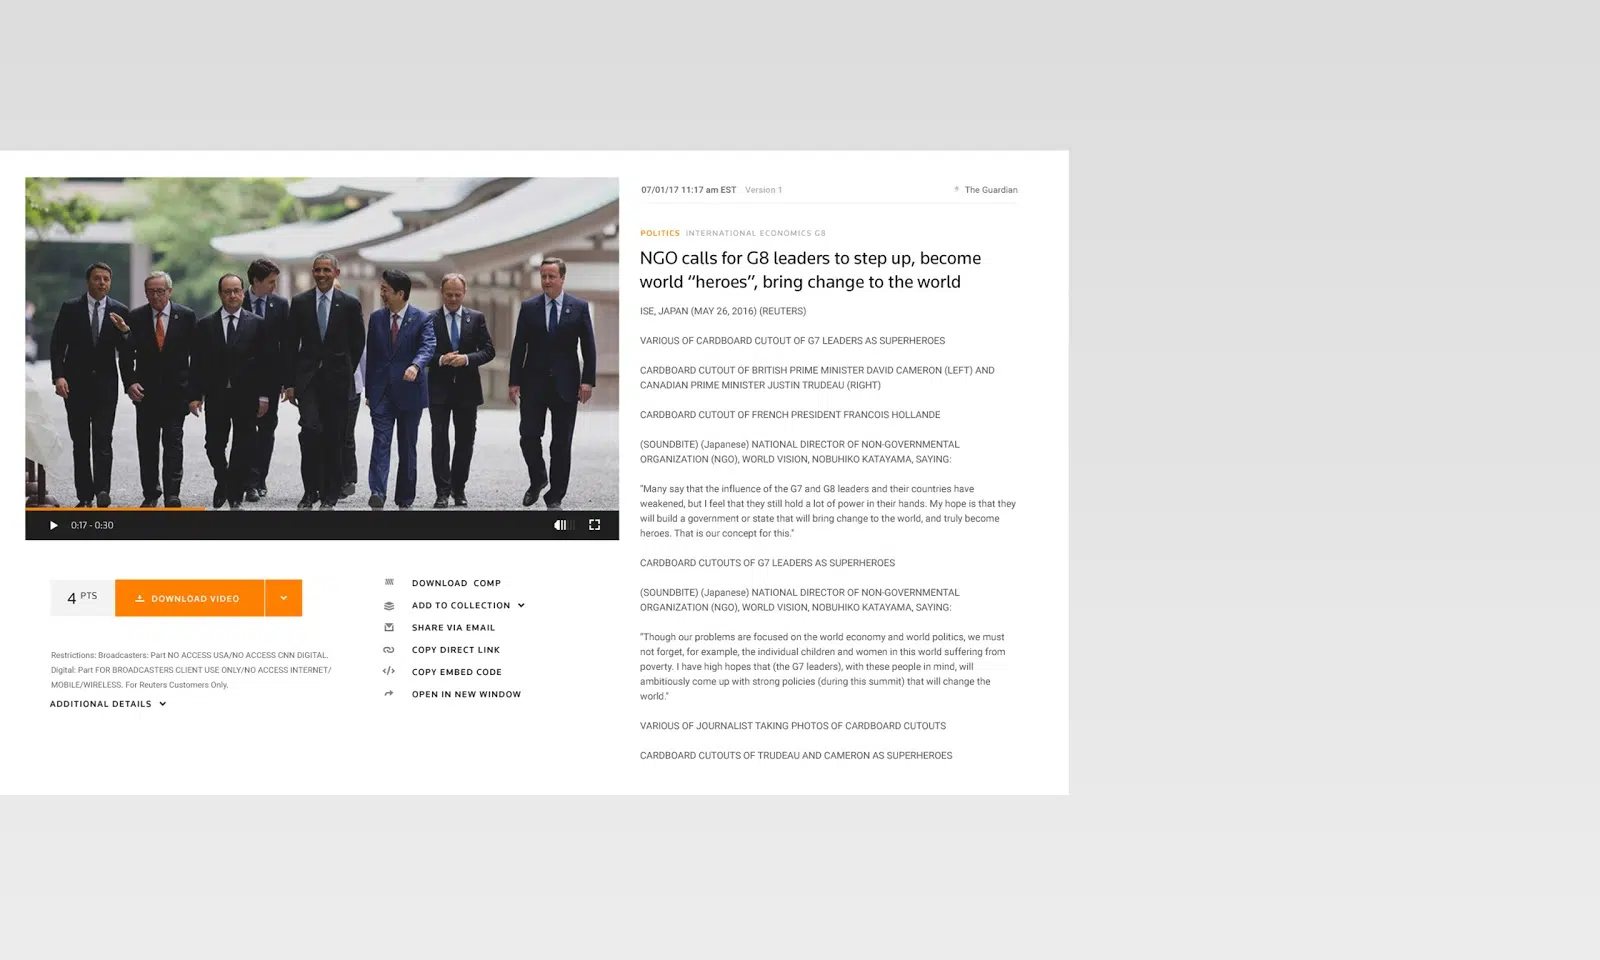 07/01/17 11:17 am EST Version 1
The Guardian
POLITICS INTERNATIONAL ECONOMICS G8
NGO calls for G8 leaders to step up, become
world “heroes”, bring change to the world
ISE, JAPAN (MAY 26, 2016) (REUTERS)
VARIOUS OF CARDBOARD CUTOUT OF G7 LEADERS AS SUPERHEROES
CARDBOARD CUTOUT OF BRITISH PRIME MINISTER DAVID CAMERON (LEFT) AND
CANADIAN PRIME MINISTER JUSTIN TRUDEAU (RIGHT)
CARDBOARD CUTOUT OF FRENCH PRESIDENT FRANCOIS HOLLANDE
(SOUNDBITE) (Japanese) NATIONAL DIRECTOR OF NON-GOVERNMENTAL
ORGANIZATION (NGO), WORLD VISION, NOBUHIKO KATAYAMA, SAYING:
"Many say that the influence of the G7 and G8 leaders and their countries have
weakened, but I feel that they still hold a lot of power in their hands. My hope is that they
will build a government or state that will bring change to the world, and truly become
heroes. That is our concept for this."
CARDBOARD CUTOUTS OF G7 LEADERS AS SUPERHEROES
(SOUNDBITE) (Japanese) NATIONAL DIRECTOR OF NON-GOVERNMENTAL
ORGANIZATION (NGO), WORLD VISION, NOBUHIKO KATAYAMA, SAYING:
"Though our problems are focused on the world economy and world politics, we must
not forget, for example, the individual children and women in this world suffering from
poverty. I have high hopes that (the G7 leaders), with these people in mind, will
ambitiously come up with strong policies (during this summit) that will change the
world."
VARIOUS OF JOURNALIST TAKING PHOTOS OF CARDBOARD CUTOUTS
CARDBOARD CUTOUTS OF TRUDEAU AND CAMERON AS SUPERHEROES
0:17 - 0:30
4 PTS
DOWNLOAD VIDEO
Restrictions: Broadcasters: Part NO ACCESS USA/NO ACCESS CNN DIGITAL.
Digital: Part FOR BROADCASTERS CLIENT USE ONLY/NO ACCESS INTERNET/
MOBILE/WIRELESS. For Reuters Customers Only.
ADDITIONAL DETAILS
DOWNLOAD COMP
ADD TO COLLECTION
SHARE VIA EMAIL
COPY DIRECT LINK
COPY EMBED CODE
OPEN IN NEW WINDOW